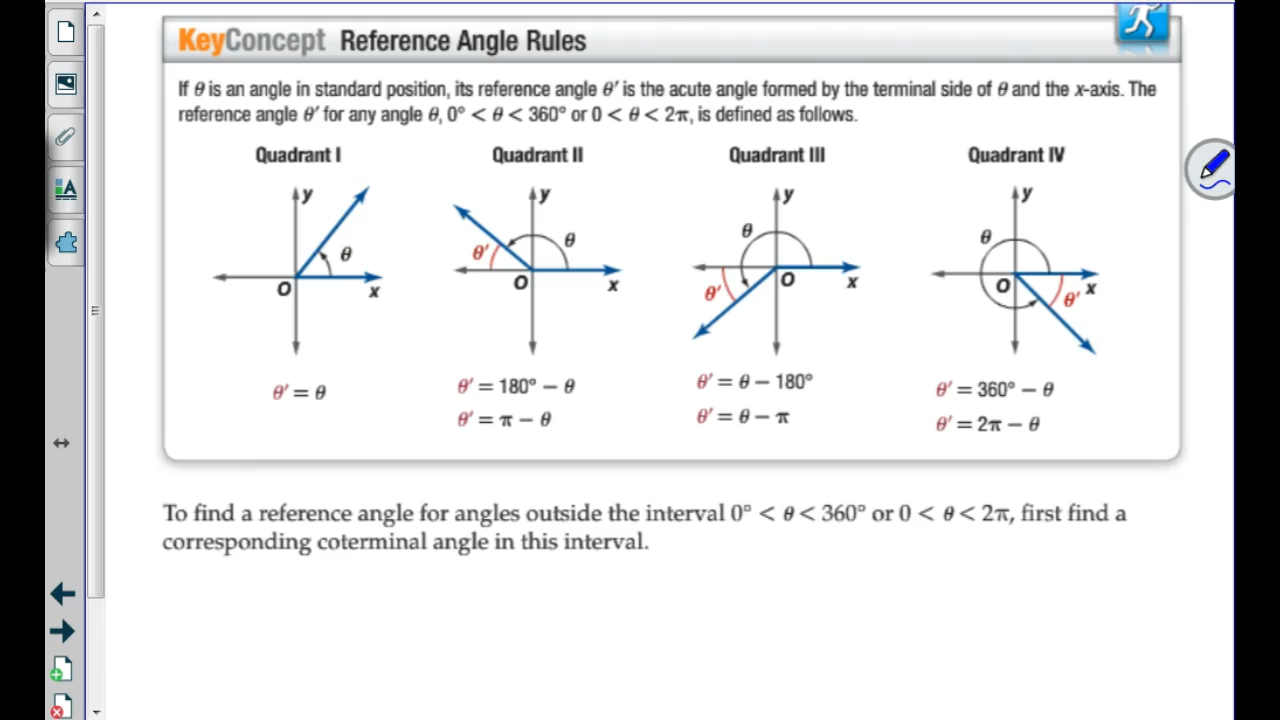 KeyConcept Reference Angle Rules
If θ is an angle in standard position, its reference angle θ′ is the acute angle formed by the terminal side of θ and the x-axis. The
reference angle θ′ for any angle θ, 0° < θ < 360° or 0 < θ < 2π, is defined as follows.
Quadrant I
y
θ
O
x
θ′ = θ
Quadrant II
y
θ
θ′
O
x
θ′ = 180° − θ
θ′ = π − θ
Quadrant III
y
θ
θ′
O
x
θ′ = θ − 180°
θ′ = θ − π
Quadrant IV
y
θ
O
θ′
x
θ′ = 360° − θ
θ′ = 2π − θ
To find a reference angle for angles outside the interval 0° < θ < 360° or 0 < θ < 2π, first find a
corresponding coterminal angle in this interval.